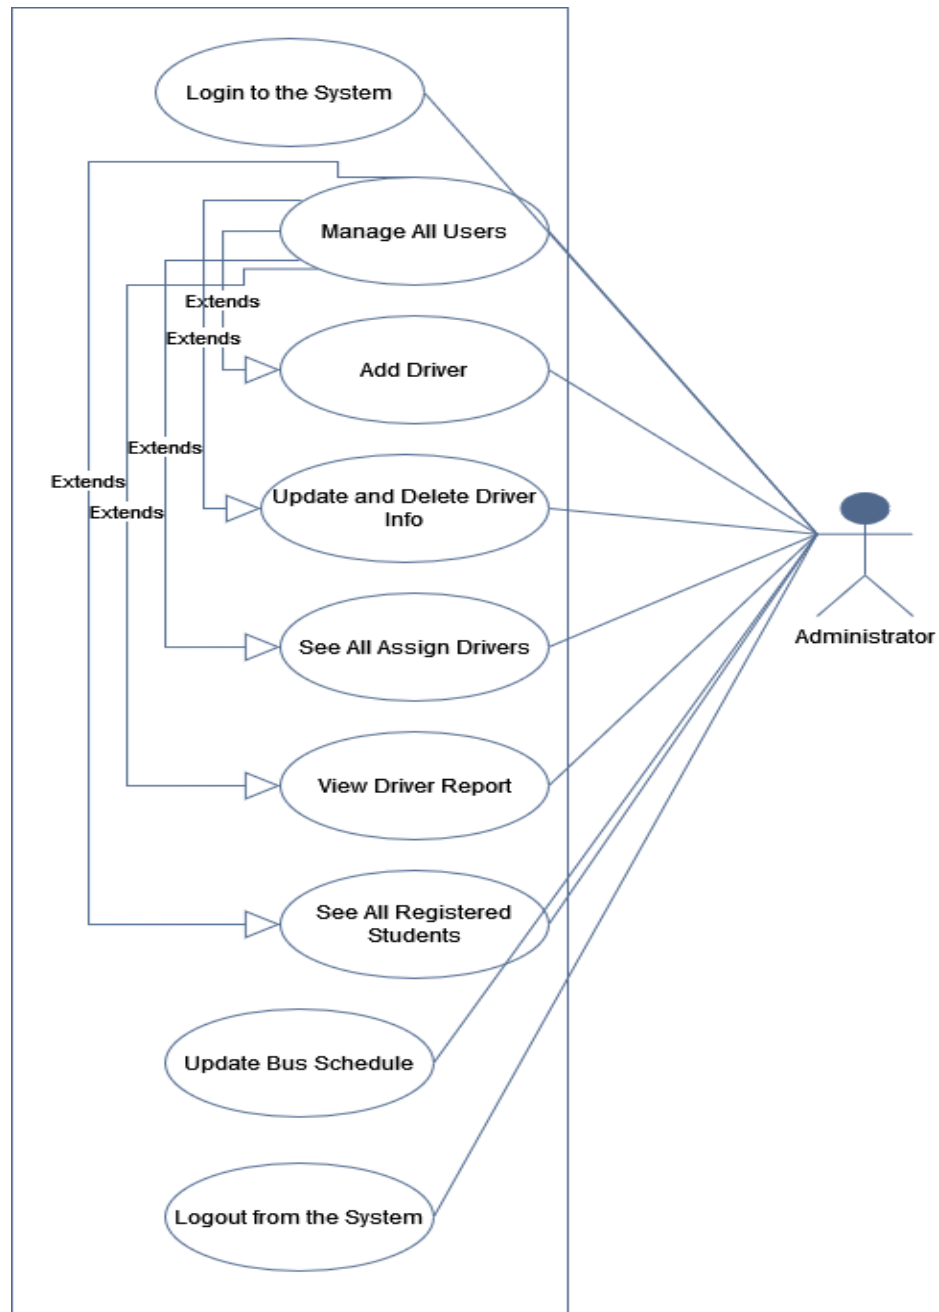 Login to the System
Manage All Users
Extends
Extends
Add Driver
Extends
Extends
Extends
Update and Delete Driver
Info
See All Assign Drivers
Administrator
View Driver Report
See All Registered
Students
Update Bus Schedule
Logout from the System